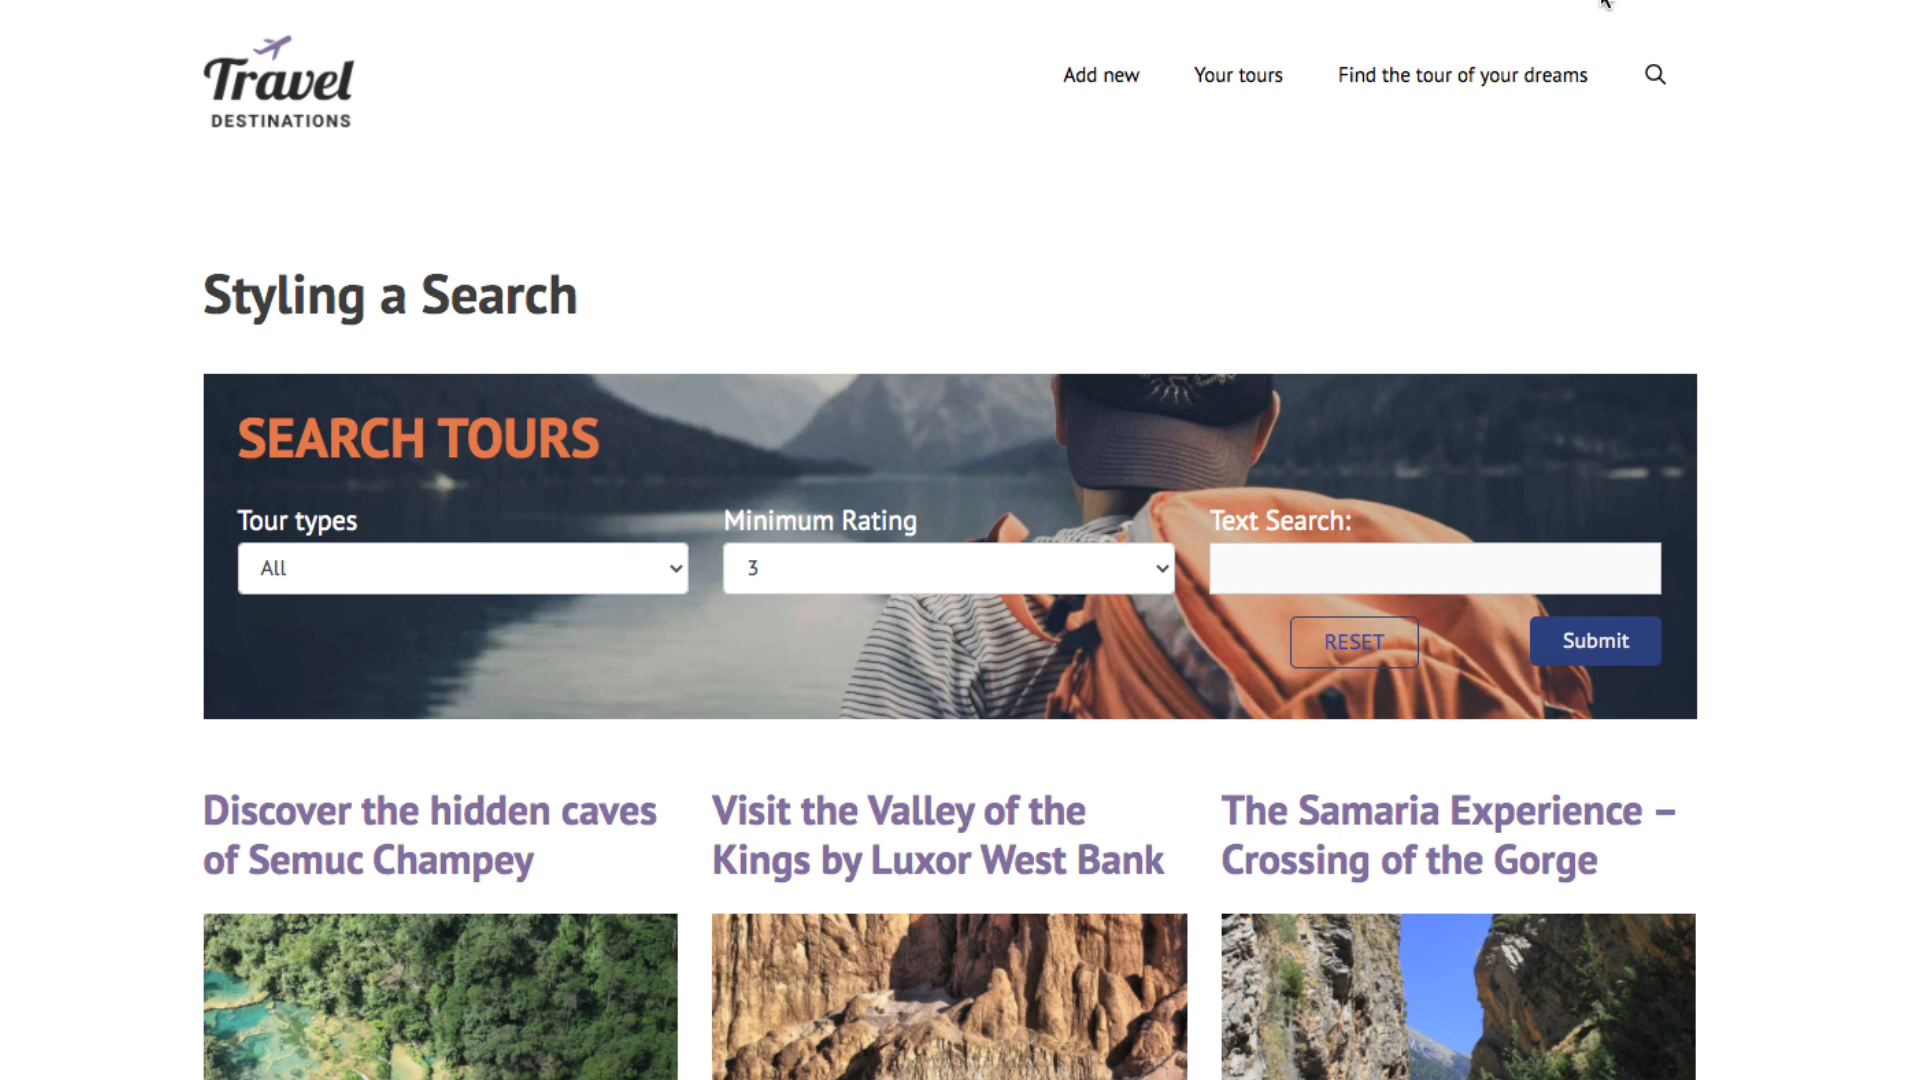 Travel
DESTINATIONS
Add new
Your tours
Find the tour of your dreams
Styling a Search
SEARCH TOURS
Tour types
Minimum Rating
Text Search:
All
3
RESET
Submit
Discover the hidden caves
of Semuc Champey
Visit the Valley of the
Kings by Luxor West Bank
The Samaria Experience –
Crossing of the Gorge